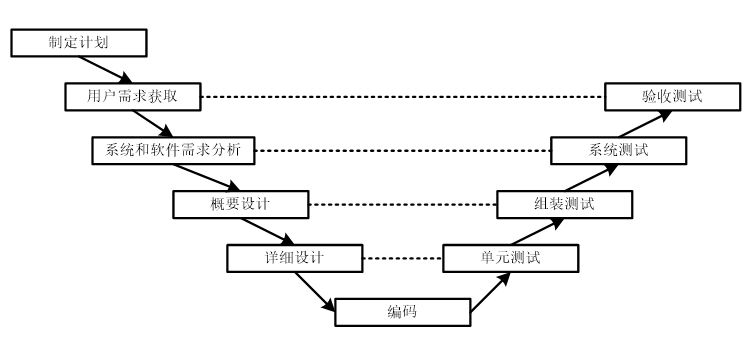 制定计划
用户需求获取
验收测试
系统和软件需求分析
系统测试
概要设计
组装测试
详细设计
单元测试
编码